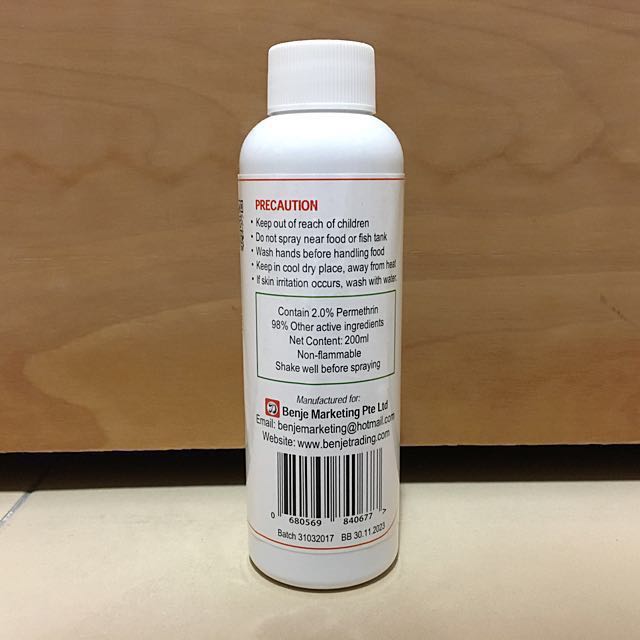 PRECAUTION
• Keep out of reach of children
• Do not spray near food or fish tank
• Wash hands before handling food
• Keep in cool dry place, away from heat
• If skin irritation occurs, wash with water.
Contain 2.0% Permethrin
98% Other active ingredients
Net Content: 200ml
Non-flammable
Shake well before spraying
Manufactured for:
Benje Marketing Pte Ltd
Email: benjemarketing@hotmail.com
Website: www.benjetrading.com
0 680569 840677 7
Batch 31032017 BB 30.11.2023